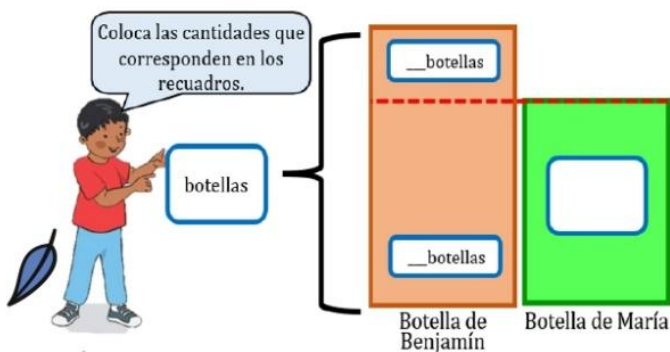 Coloca las cantidades que
corresponden en los
recuadros.
botellas
__botellas
__botellas
Botella de
Benjamín
Botella de María